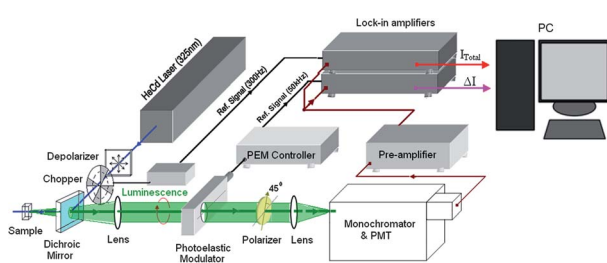 Lock-in amplifiers
PC
HeCd Laser (325nm)
Ref. Signal (300Hz)
Ref. Signal (50kHz)
I_Total
ΔI
Depolarizer
Chopper
PEM Controller
Pre-amplifier
Luminescence
45⁰
Sample
Dichroic
Mirror
Lens
Photoelastic
Modulator
Polarizer
Lens
Monochromator
& PMT